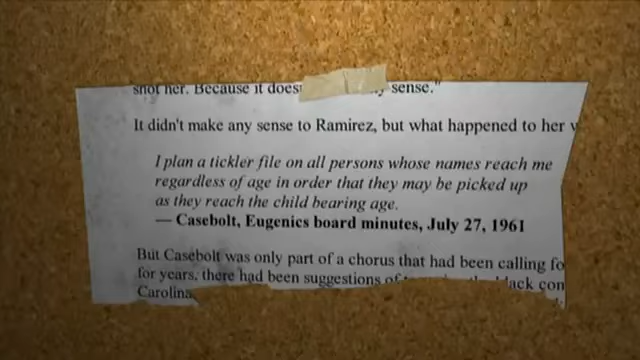 shot her. Because it does sense."
It didn't make any sense to Ramirez, but what happened to her
I plan a tickler file on all persons whose names reach me
regardless of age in order that they may be picked up
as they reach the child bearing age.
— Casebolt, Eugenics board minutes, July 27, 1961
But Casebolt was only part of a chorus that had been calling fo
for years, there had been suggestions of
Carolina